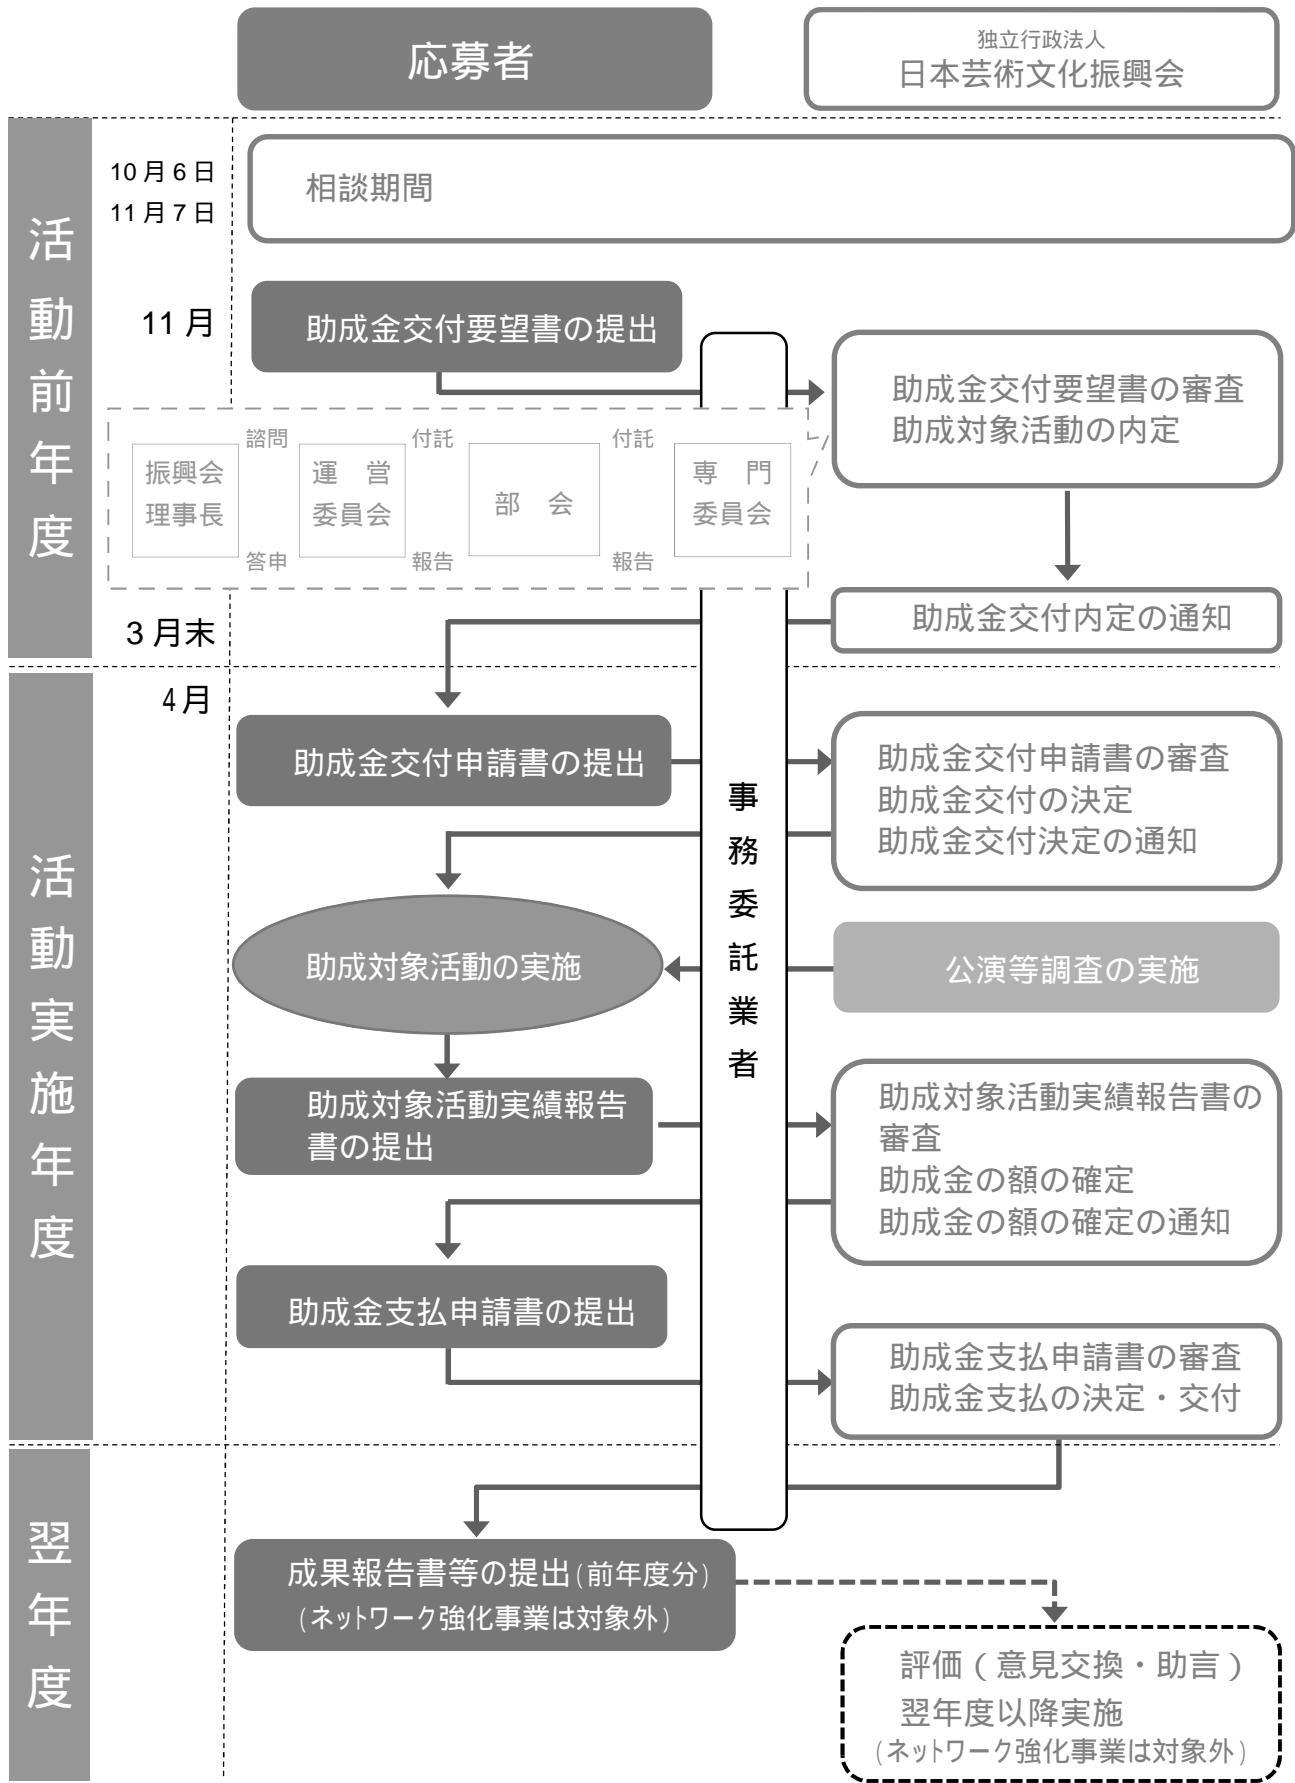 応募者
独立行政法人
日本芸術文化振興会
活動前年度
10月6日
11月7日
相談期間
11月
助成金交付要望書の提出
助成金交付要望書の審査
助成対象活動の内定
諮問
付託
付託
振興会
理事長
運 営
委員会
部 会
専 門
委員会
答申
報告
報告
3月末
助成金交付内定の通知
活動実施年度
4月
助成金交付申請書の提出
助成金交付申請書の審査
助成金交付の決定
助成金交付決定の通知
事務委託業者
助成対象活動の実施
公演等調査の実施
助成対象活動実績報告
書の提出
助成対象活動実績報告書の
審査
助成金の額の確定
助成金の額の確定の通知
助成金支払申請書の提出
助成金支払申請書の審査
助成金支払の決定・交付
翌年度
成果報告書等の提出(前年度分)
(ネットワーク強化事業は対象外)
評価(意見交換・助言)
翌年度以降実施
(ネットワーク強化事業は対象外)